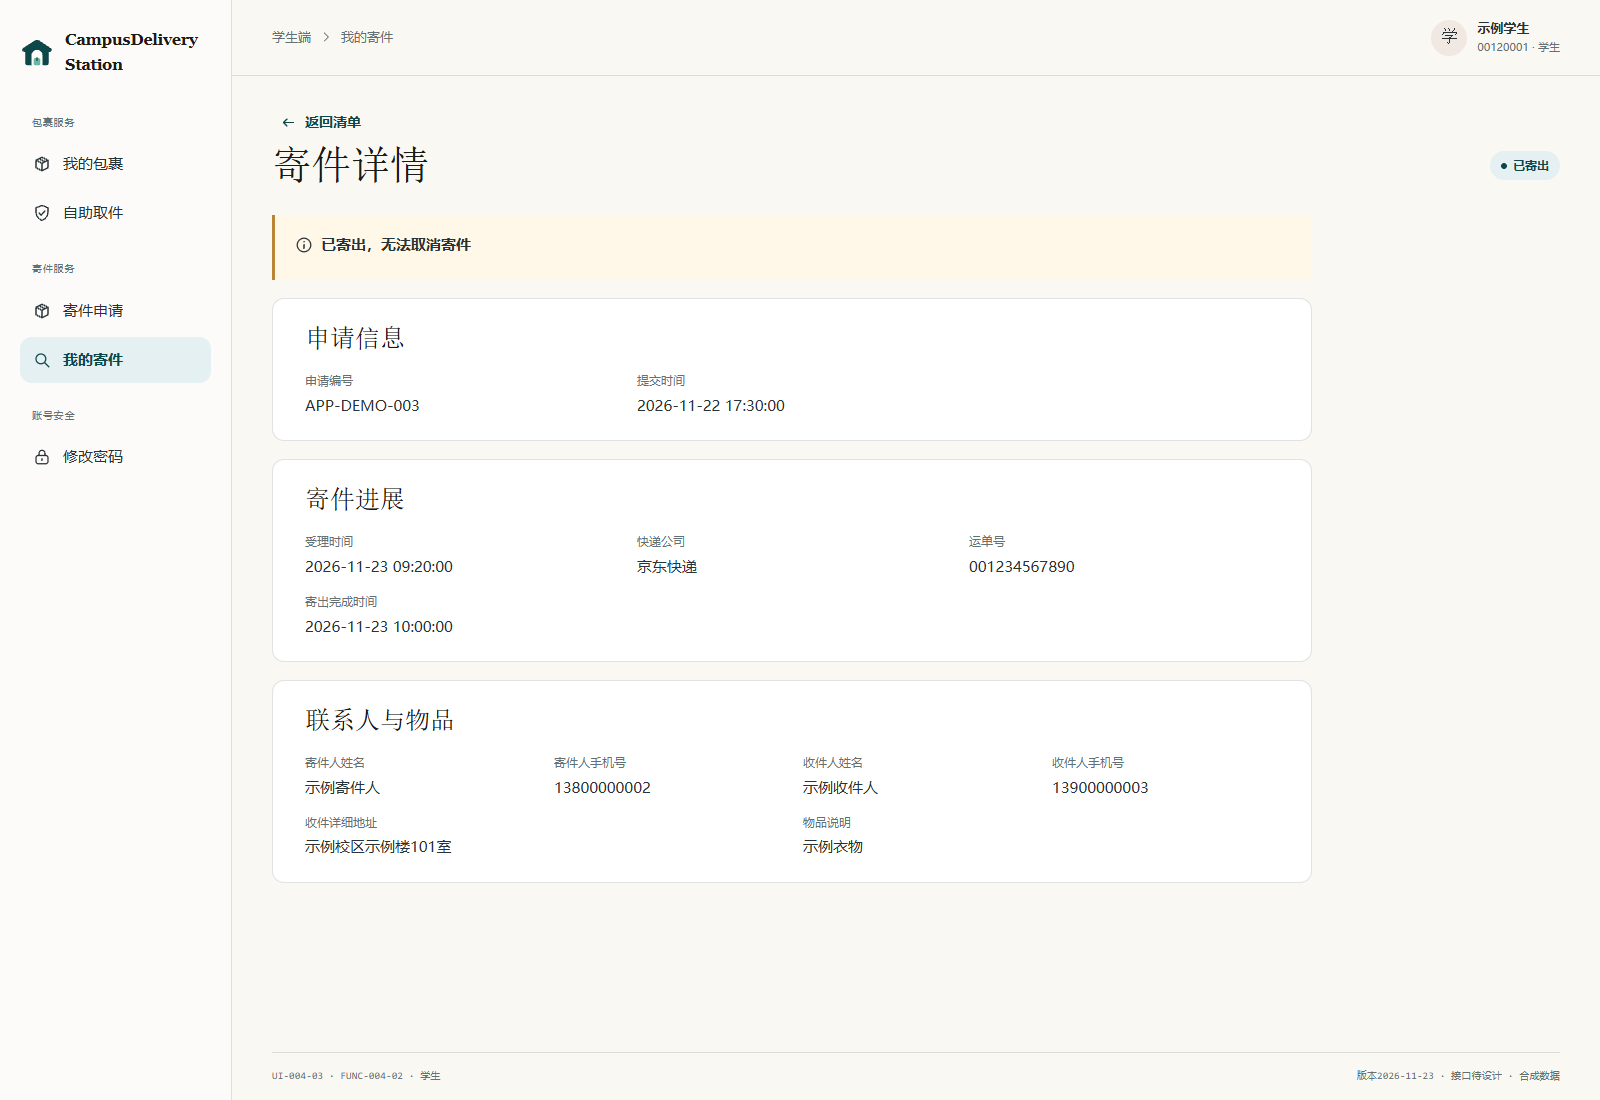 CampusDelivery
Station
包裹服务
我的包裹
自助取件
寄件服务
寄件申请
我的寄件
账号安全
修改密码
学生端 > 我的寄件
学
示例学生
00120001 · 学生
← 返回清单
寄件详情
已寄出
已寄出，无法取消寄件
申请信息
申请编号
提交时间
APP-DEMO-003
2026-11-22 17:30:00
寄件进展
受理时间
快递公司
运单号
2026-11-23 09:20:00
京东快递
001234567890
寄出完成时间
2026-11-23 10:00:00
联系人与物品
寄件人姓名
寄件人手机号
收件人姓名
收件人手机号
示例寄件人
13800000002
示例收件人
13900000003
收件详细地址
物品说明
示例校区示例楼101室
示例衣物
UI-004-03 · FUNC-004-02 · 学生
版本2026-11-23 · 接口待设计 · 合成数据